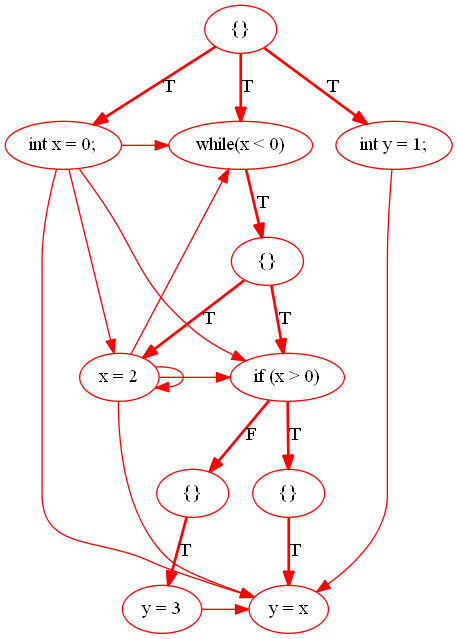 {}
T
T
T
int x = 0;
while(x < 0)
int y = 1;
T
{}
T
T
x = 2
if (x > 0)
F
T
{}
{}
T
T
y = 3
y = x